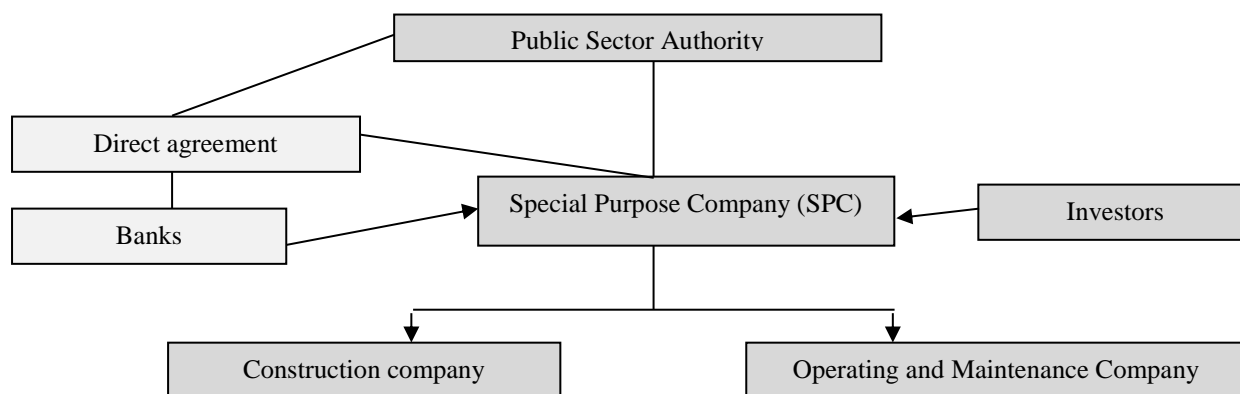 Public Sector Authority
Direct agreement
Special Purpose Company (SPC)
Investors
Banks
Construction company
Operating and Maintenance Company